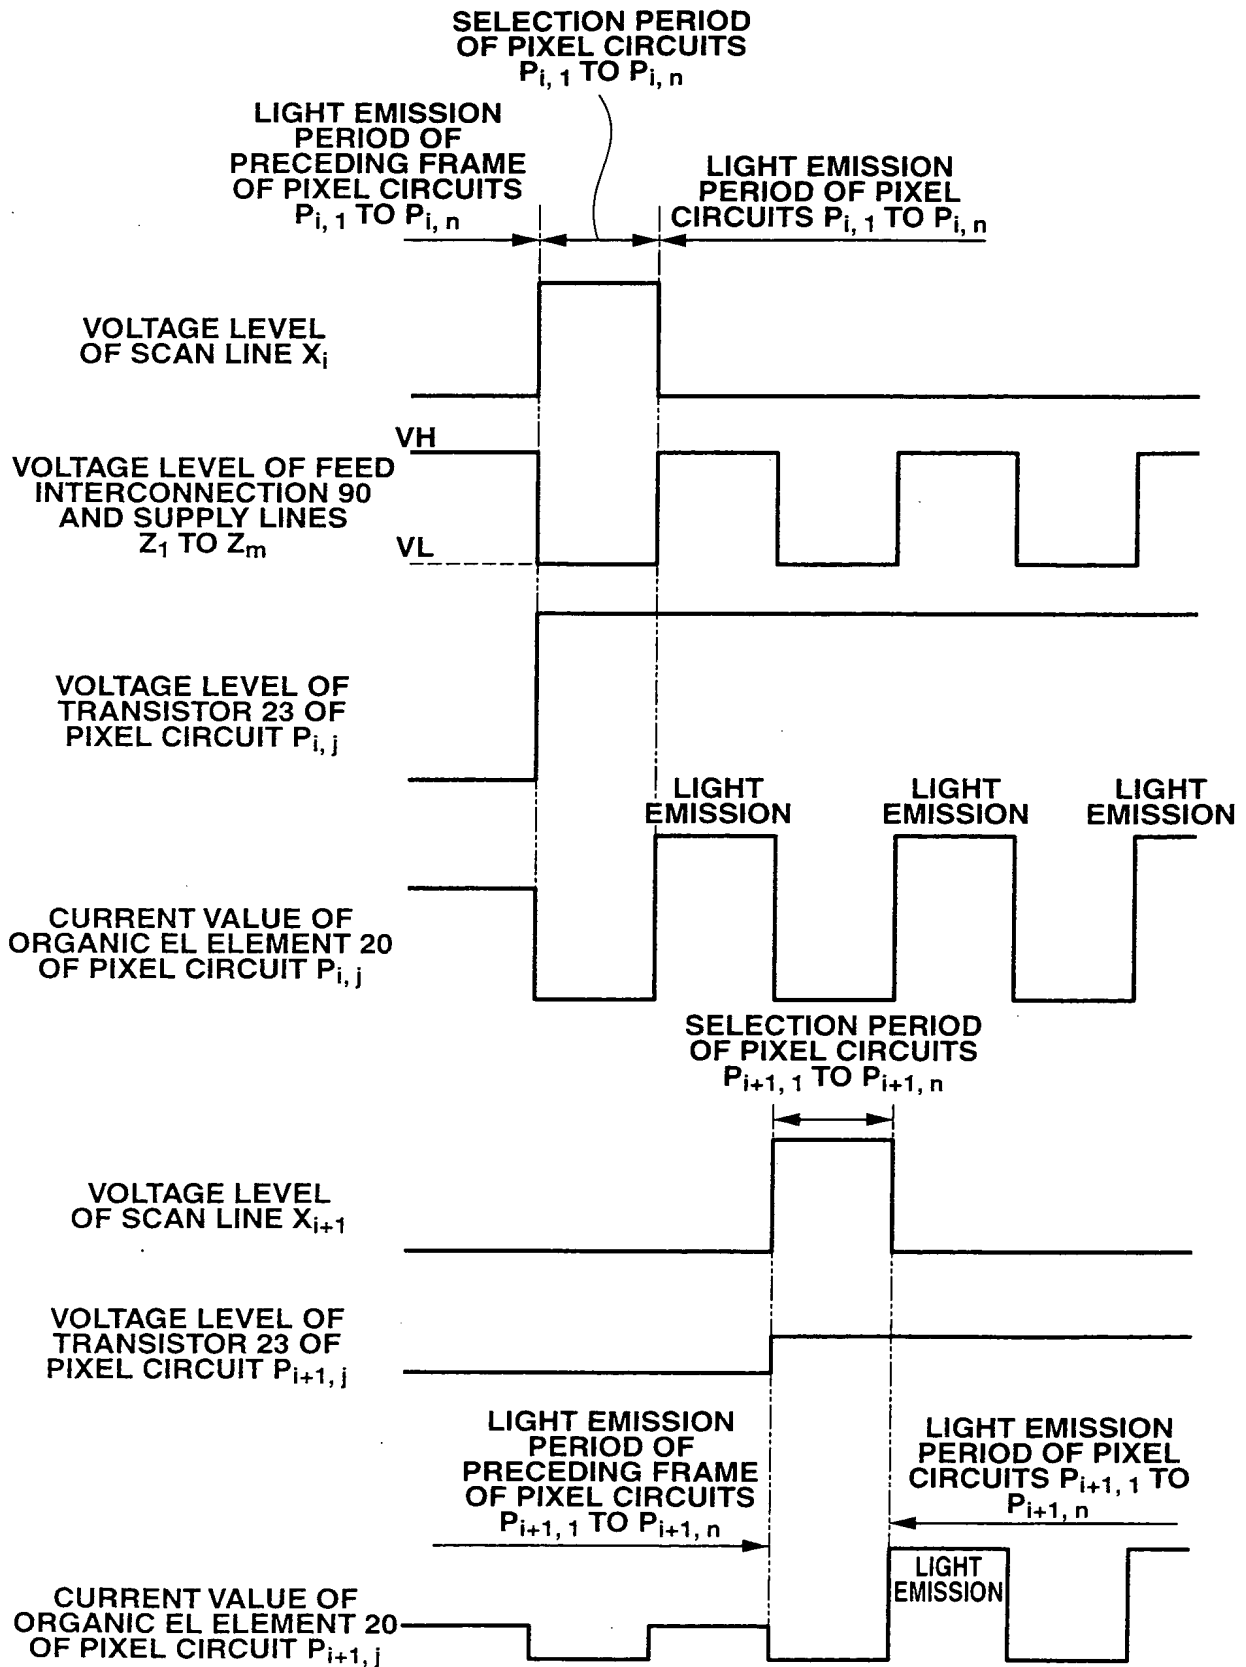 SELECTION PERIOD
OF PIXEL CIRCUITS
Pi, 1 TO Pi, n
LIGHT EMISSION
PERIOD OF
PRECEDING FRAME
OF PIXEL CIRCUITS
Pi, 1 TO Pi, n
LIGHT EMISSION
PERIOD OF PIXEL
CIRCUITS Pi, 1 TO Pi, n
VOLTAGE LEVEL
OF SCAN LINE Xi
VH
VOLTAGE LEVEL OF FEED
INTERCONNECTION 90
AND SUPPLY LINES
Z1 TO Zm
VL
VOLTAGE LEVEL OF
TRANSISTOR 23 OF
PIXEL CIRCUIT Pi, j
LIGHT
EMISSION
LIGHT
EMISSION
LIGHT
EMISSION
CURRENT VALUE OF
ORGANIC EL ELEMENT 20
OF PIXEL CIRCUIT Pi, j
SELECTION PERIOD
OF PIXEL CIRCUITS
Pi+1, 1 TO Pi+1, n
VOLTAGE LEVEL
OF SCAN LINE Xi+1
VOLTAGE LEVEL OF
TRANSISTOR 23 OF
PIXEL CIRCUIT Pi+1, j
LIGHT EMISSION
PERIOD OF
PRECEDING FRAME
OF PIXEL CIRCUITS
Pi+1, 1 TO Pi+1, n
LIGHT EMISSION
PERIOD OF PIXEL
CIRCUITS Pi+1, 1 TO
Pi+1, n
LIGHT
EMISSION
CURRENT VALUE OF
ORGANIC EL ELEMENT 20
OF PIXEL CIRCUIT Pi+1, j